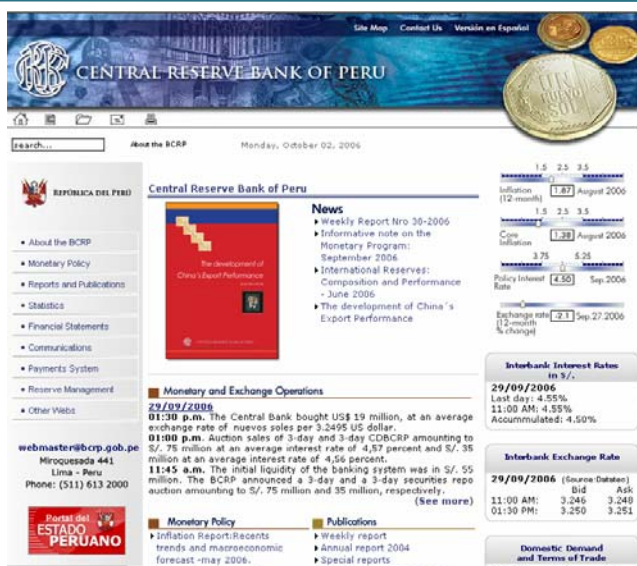 Site Map Contact Us Versión en Español
CENTRAL RESERVE BANK OF PERU
UN
NUEVO
SOL
search... About the BCRP Monday, October 02, 2006
REPÚBLICA DEL PERÚ
About the BCRP
Monetary Policy
Reports and Publications
Statistics
Financial Statements
Communications
Payments System
Reserve Management
Other Webs
webmaster@bcrp.gob.pe
Miroquesada 441
Lima - Peru
Phone: (511) 613 2000
Portal del
ESTADO
PERUANO
Central Reserve Bank of Peru
The development of
China's Export Performance
News
Weekly Report Nro 36-2006
Informative note on the
Monetary Program:
September 2006
International Reserves:
Composition and Performance
- June 2006
The development of China´s
Export Performance
Monetary and Exchange Operations
29/09/2006
01:30 p.m. The Central Bank bought US$ 19 million, at an average
exchange rate of nuevos soles per 3.2495 US dollar.
01:00 p.m. Auction sales of 3-day and 3-day CDBCRP amounting to
S/. 75 million at an average interest rate of 4,57 percent and S/. 35
million at an average interest rate of 4,56 percent.
11:45 a.m. The initial liquidity of the banking system was in S/. 55
million. The BCRP announced a 3-day and a 3-day securities repo
auction amounting to S/. 75 million and 35 million, respectively.
(See more)
Monetary Policy
Inflation Report:Recents
trends and macroeconomic
forecast -may 2006.
Publications
Weekly report
Annual report 2004
Special reports
1.5 2.5 3.5
Inflation 1.87 August 2006
(12-month)
1.5 2.5 3.5
Core 1.38 August 2006
Inflation
3.75 5.25
Policy Interest 4.50 Sep.2006
Rate
Exchange rate -2.1 Sep.27.2006
(12-month
% change)
Interbank Interest Rates
in S/.
29/09/2006
Last day: 4.55%
11:00 AM: 4.55%
Accummulated: 4.50%
Interbank Exchange Rate
29/09/2006 (Source:Datatec)
Bid Ask
11:00 AM: 3.246 3.248
01:30 PM: 3.250 3.251
Domestic Demand
and Terms of Trade